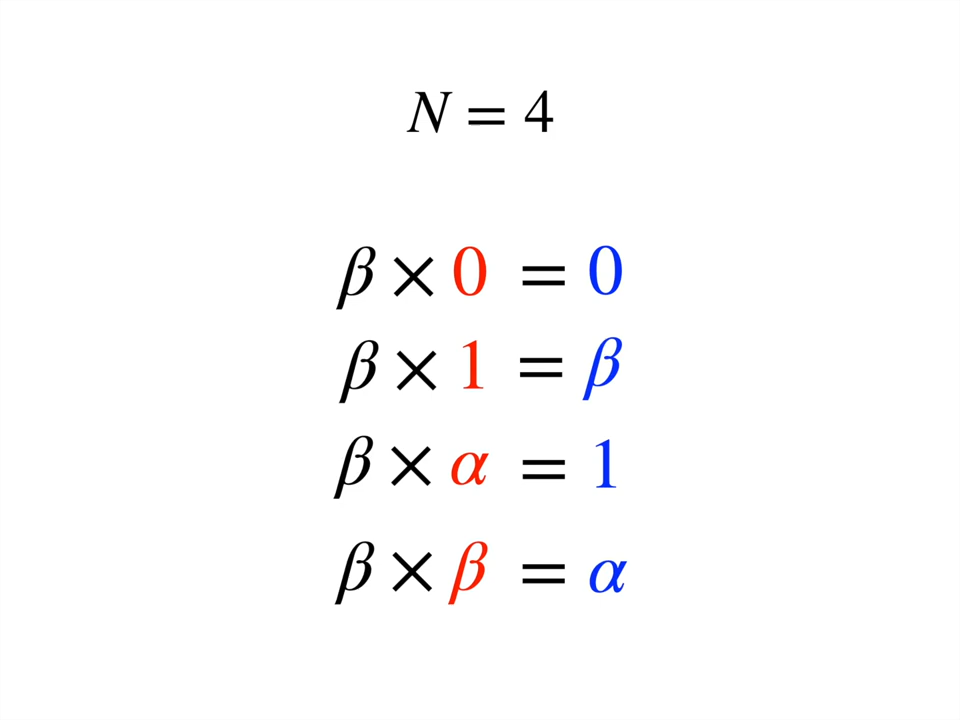 N = 4
β × 0 = 0
β × 1 = β
β × α = 1
β × β = α